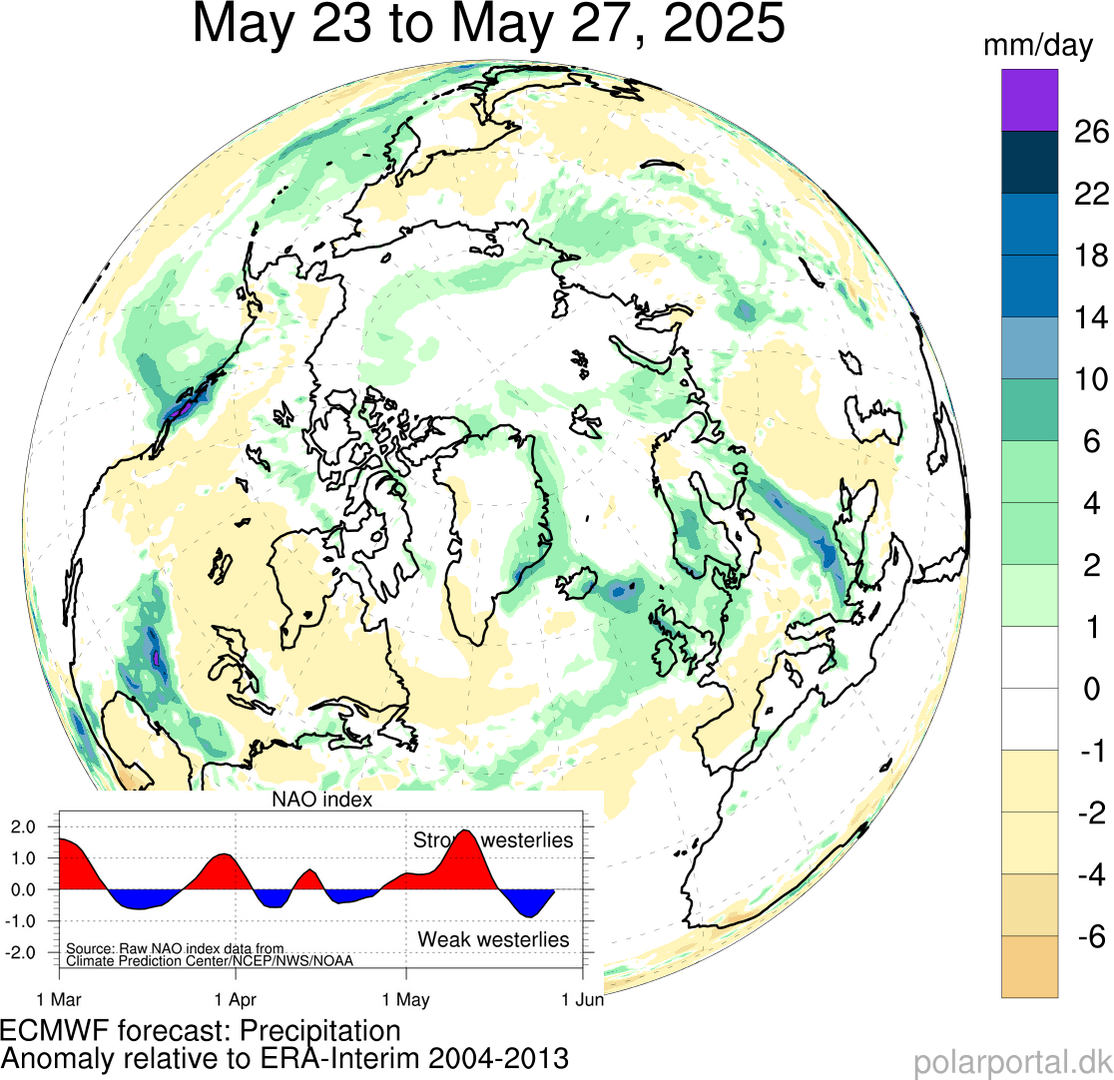 May 23 to May 27, 2025
mm/day
26
22
18
14
10
6
4
2
1
0
-1
-2
-4
-6
NAO index
2.0
1.0
0.0
-1.0
-2.0
Strong westerlies
Weak westerlies
Source: Raw NAO index data from
Climate Prediction Center/NCEP/NWS/NOAA
1 Mar
1 Apr
1 May
1 Jun
ECMWF forecast: Precipitation
Anomaly relative to ERA-Interim 2004-2013
polarportal.dk